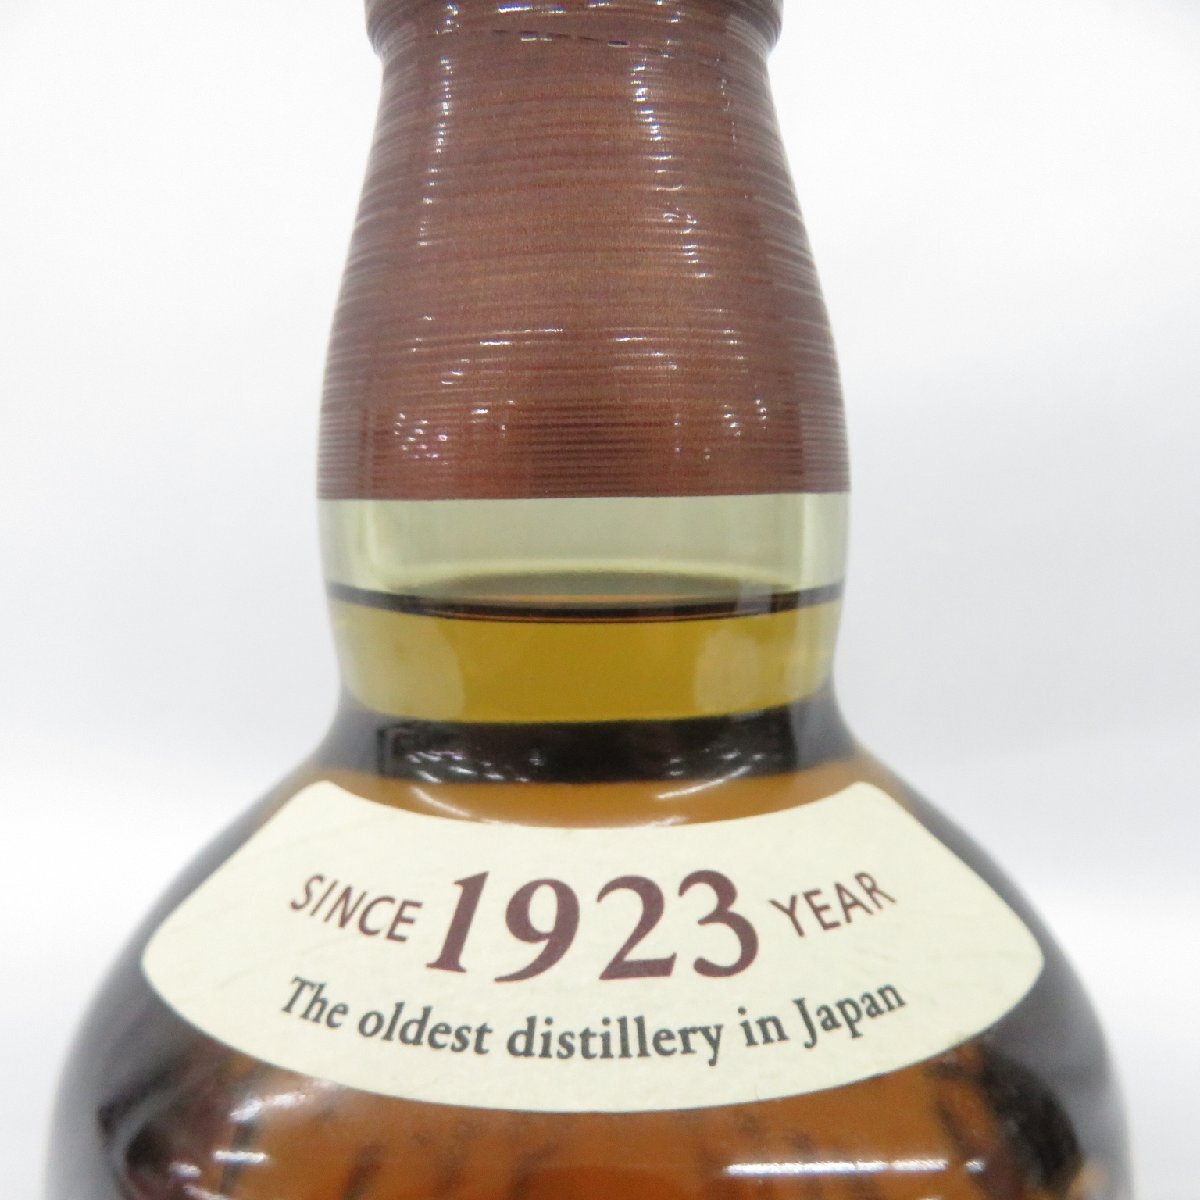 SINCE 1923 YEAR
The oldest distillery in Japan